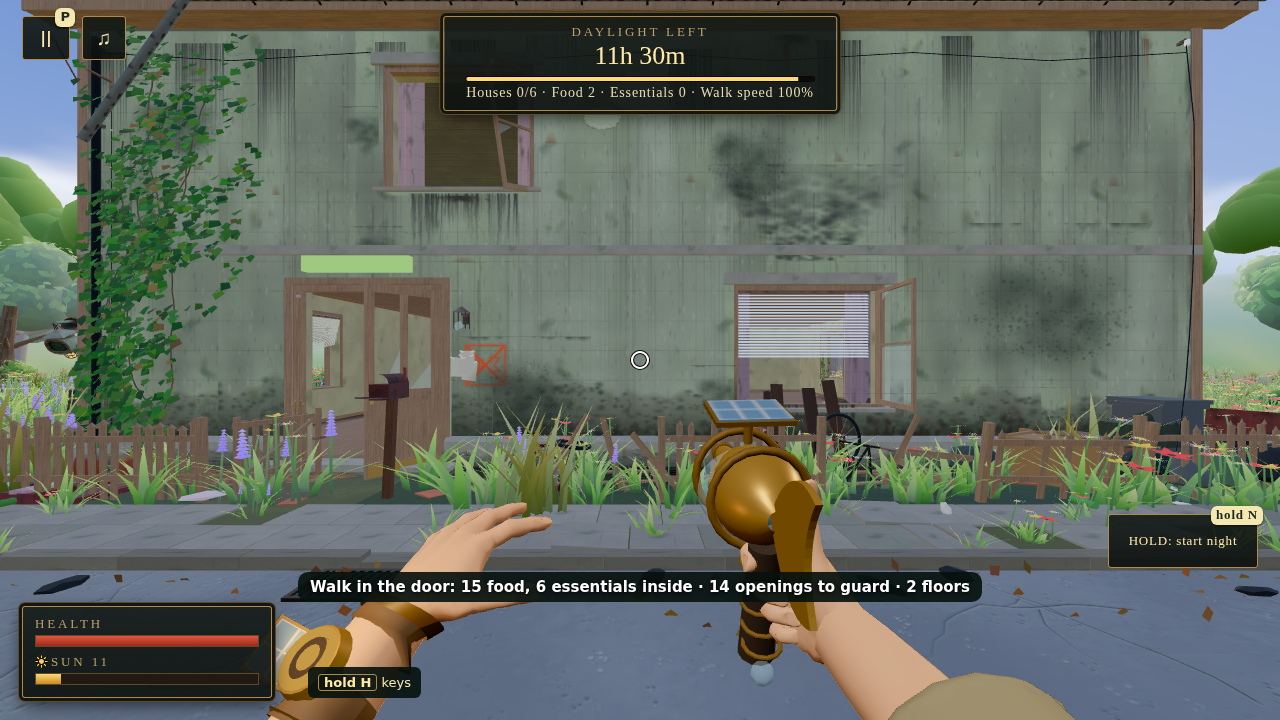 P
DAYLIGHT LEFT
11h 30m
Houses 0/6 · Food 2 · Essentials 0 · Walk speed 100%
hold N
HOLD: start night
Walk in the door: 15 food, 6 essentials inside · 14 openings to guard · 2 floors
HEALTH
SUN 11
hold H keys